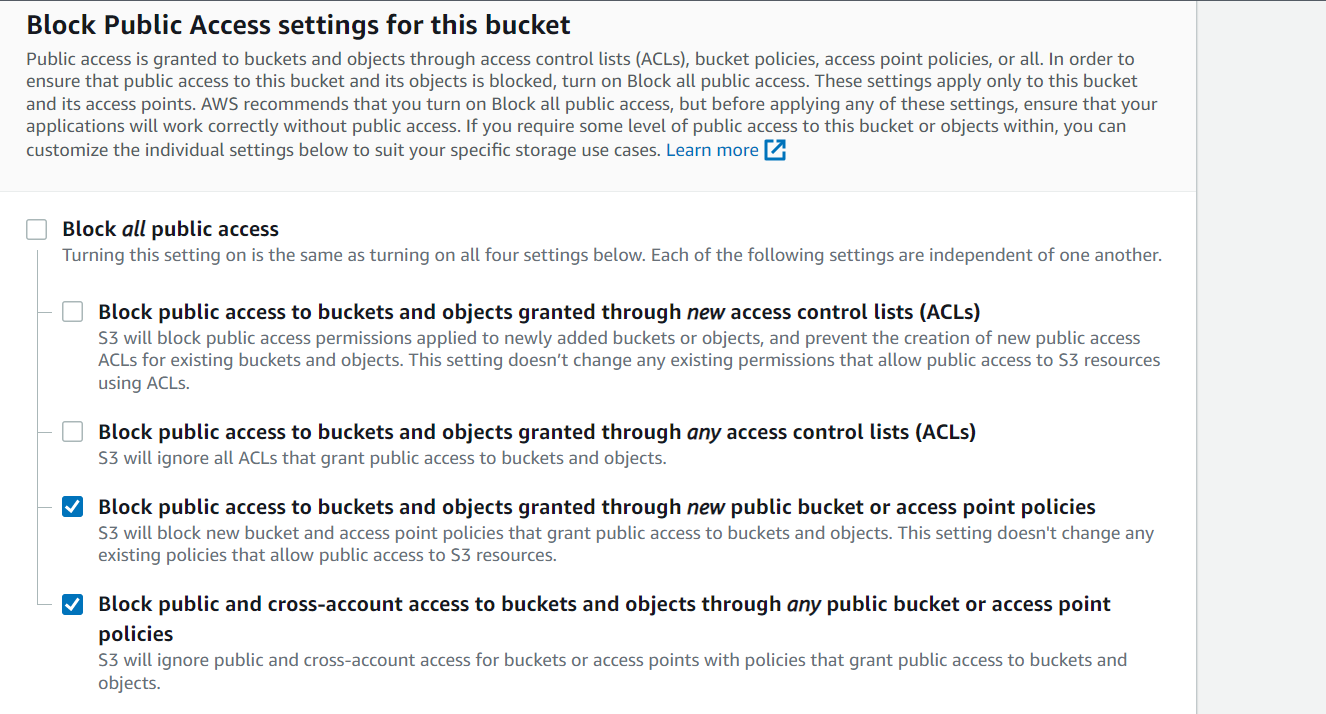 Block Public Access settings for this bucket
Public access is granted to buckets and objects through access control lists (ACLs), bucket policies, access point policies, or all. In order to
ensure that public access to this bucket and its objects is blocked, turn on Block all public access. These settings apply only to this bucket
and its access points. AWS recommends that you turn on Block all public access, but before applying any of these settings, ensure that your
applications will work correctly without public access. If you require some level of public access to this bucket or objects within, you can
customize the individual settings below to suit your specific storage use cases. Learn more
Block all public access
Turning this setting on is the same as turning on all four settings below. Each of the following settings are independent of one another.
Block public access to buckets and objects granted through new access control lists (ACLs)
S3 will block public access permissions applied to newly added buckets or objects, and prevent the creation of new public access
ACLs for existing buckets and objects. This setting doesn’t change any existing permissions that allow public access to S3 resources
using ACLs.
Block public access to buckets and objects granted through any access control lists (ACLs)
S3 will ignore all ACLs that grant public access to buckets and objects.
Block public access to buckets and objects granted through new public bucket or access point policies
S3 will block new bucket and access point policies that grant public access to buckets and objects. This setting doesn't change any
existing policies that allow public access to S3 resources.
Block public and cross-account access to buckets and objects through any public bucket or access point
policies
S3 will ignore public and cross-account access for buckets or access points with policies that grant public access to buckets and
objects.